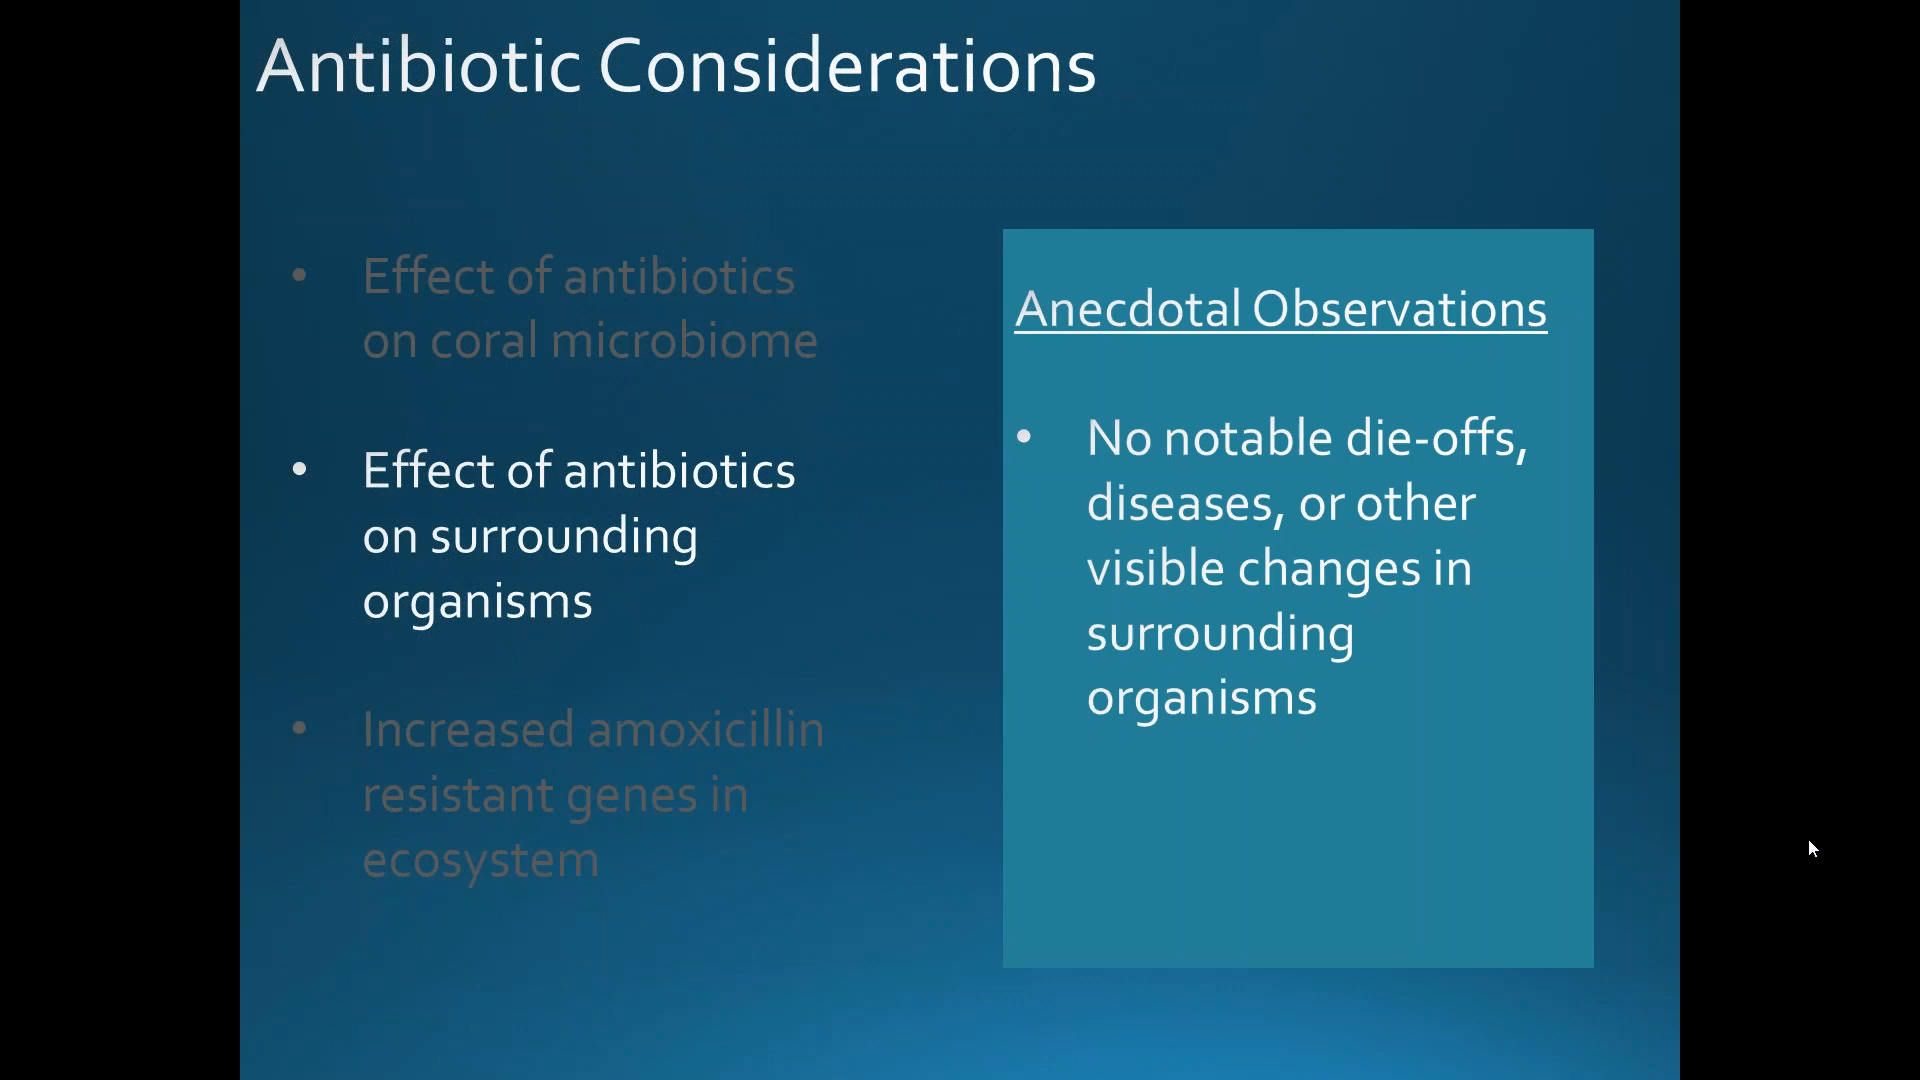 Antibiotic Considerations
• Effect of antibiotics
on coral microbiome
• Effect of antibiotics
on surrounding
organisms
• Increased amoxicillin
resistant genes in
ecosystem
Anecdotal Observations
• No notable die-offs,
diseases, or other
visible changes in
surrounding
organisms